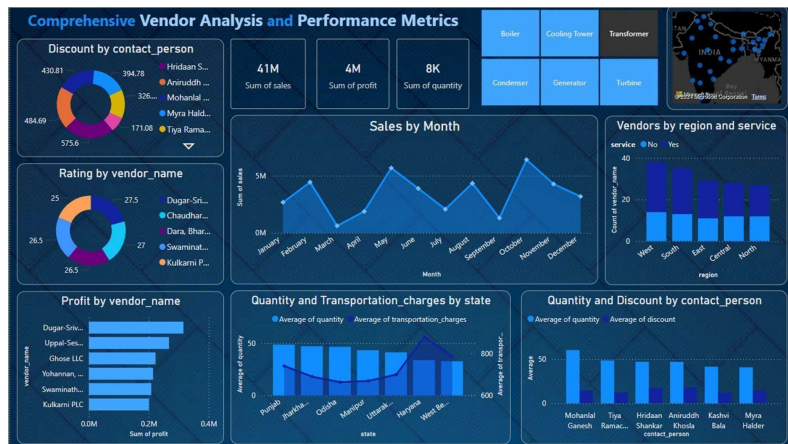 Comprehensive Vendor Analysis and Performance Metrics
Boiler
Cooling Tower
Transformer
Condenser
Generator
Turbine
INDIA
MYANMA
© 2024 Microsoft Corporation Terms
Discount by contact_person
430.81
394.78
326....
171.08
575.6
484.69
Hridaan S...
Aniruddh ...
Mohanlal ...
Myra Hald...
Tiya Rama...
41M
Sum of sales
4M
Sum of profit
8K
Sum of quantity
Sales by Month
Sum of sales
5M
0M
January
February
March
April
May
June
July
August
September
October
November
December
Month
Vendors by region and service
service No Yes
Count of vendor_name
40
20
0
West
South
East
Central
North
region
Rating by vendor_name
25
27.5
27
26.5
26.5
Dugar-Sri...
Chaudhar...
Dara, Bhar...
Swaminat...
Kulkarni P...
Profit by vendor_name
vendor_name
Dugar-Sriv...
Uppal-Ses...
Ghose LLC
Yohannan, ...
Swaminath...
Kulkarni PLC
0.0M
0.2M
0.4M
Sum of profit
Quantity and Transportation_charges by state
Average of quantity
Average of transportation_charges
Average of quantity
50
0
Punjab
Jharkha...
Odisha
Manipur
Uttarak...
Haryana
West Be...
state
800
600
Average of transpor...
Quantity and Discount by contact_person
Average of quantity
Average of discount
Average
50
0
Mohanlal Ganesh
Tiya Ramac...
Hridaan Shankar
Aniruddh Khosla
Kashvi Bala
Myra Halder
contact_person